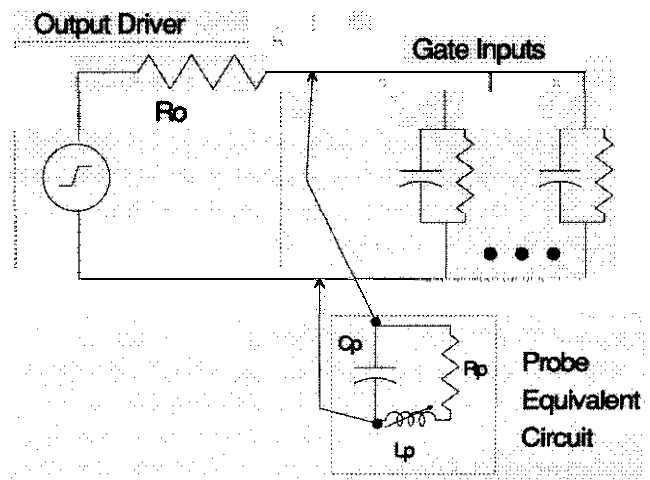 Output Driver
Gate Inputs
Ro
Cp
Rp
Lp
Probe
Equivalent
Circuit